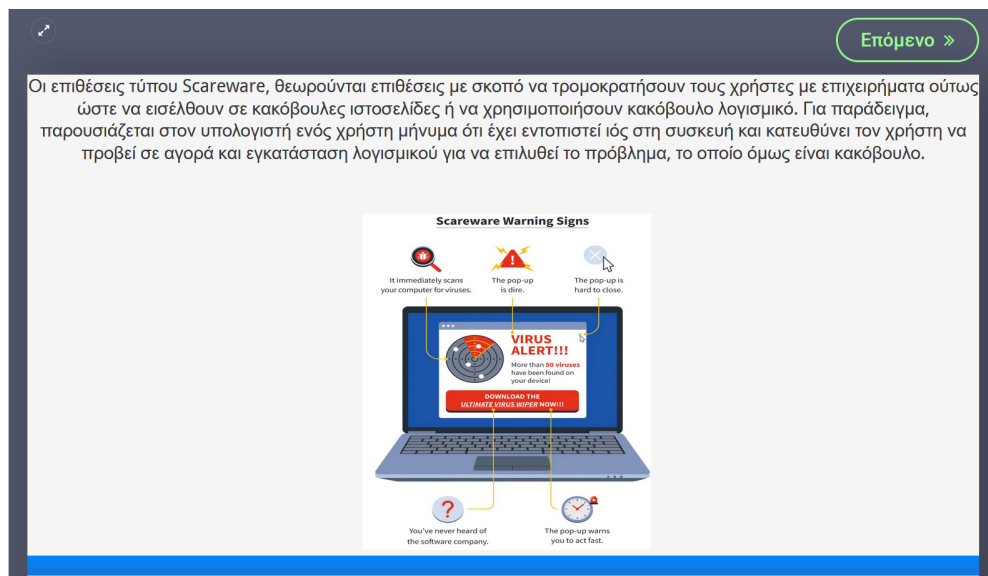 Επόμενο »
Οι επιθέσεις τύπου Scareware, θεωρούνται επιθέσεις με σκοπό να τρομοκρατήσουν τους χρήστες με επιχειρήματα ούτως
ώστε να εισέλθουν σε κακόβουλες ιστοσελίδες ή να χρησιμοποιήσουν κακόβουλο λογισμικό. Για παράδειγμα,
παρουσιάζεται στον υπολογιστή ενός χρήστη μήνυμα ότι έχει εντοπιστεί ιός στη συσκευή και κατευθύνει τον χρήστη να
προβεί σε αγορά και εγκατάσταση λογισμικού για να επιλυθεί το πρόβλημα, το οποίο όμως είναι κακόβουλο.
Scareware Warning Signs
It immediately scans
your computer for viruses.
The pop-up
is dire.
The pop-up is
hard to close.
VIRUS
ALERT!!!
More than 50 viruses
have been found on
your device!
DOWNLOAD THE
ULTIMATE VIRUS WIPER NOW!!!
You've never heard of
the software company.
The pop-up warns
you to act fast.